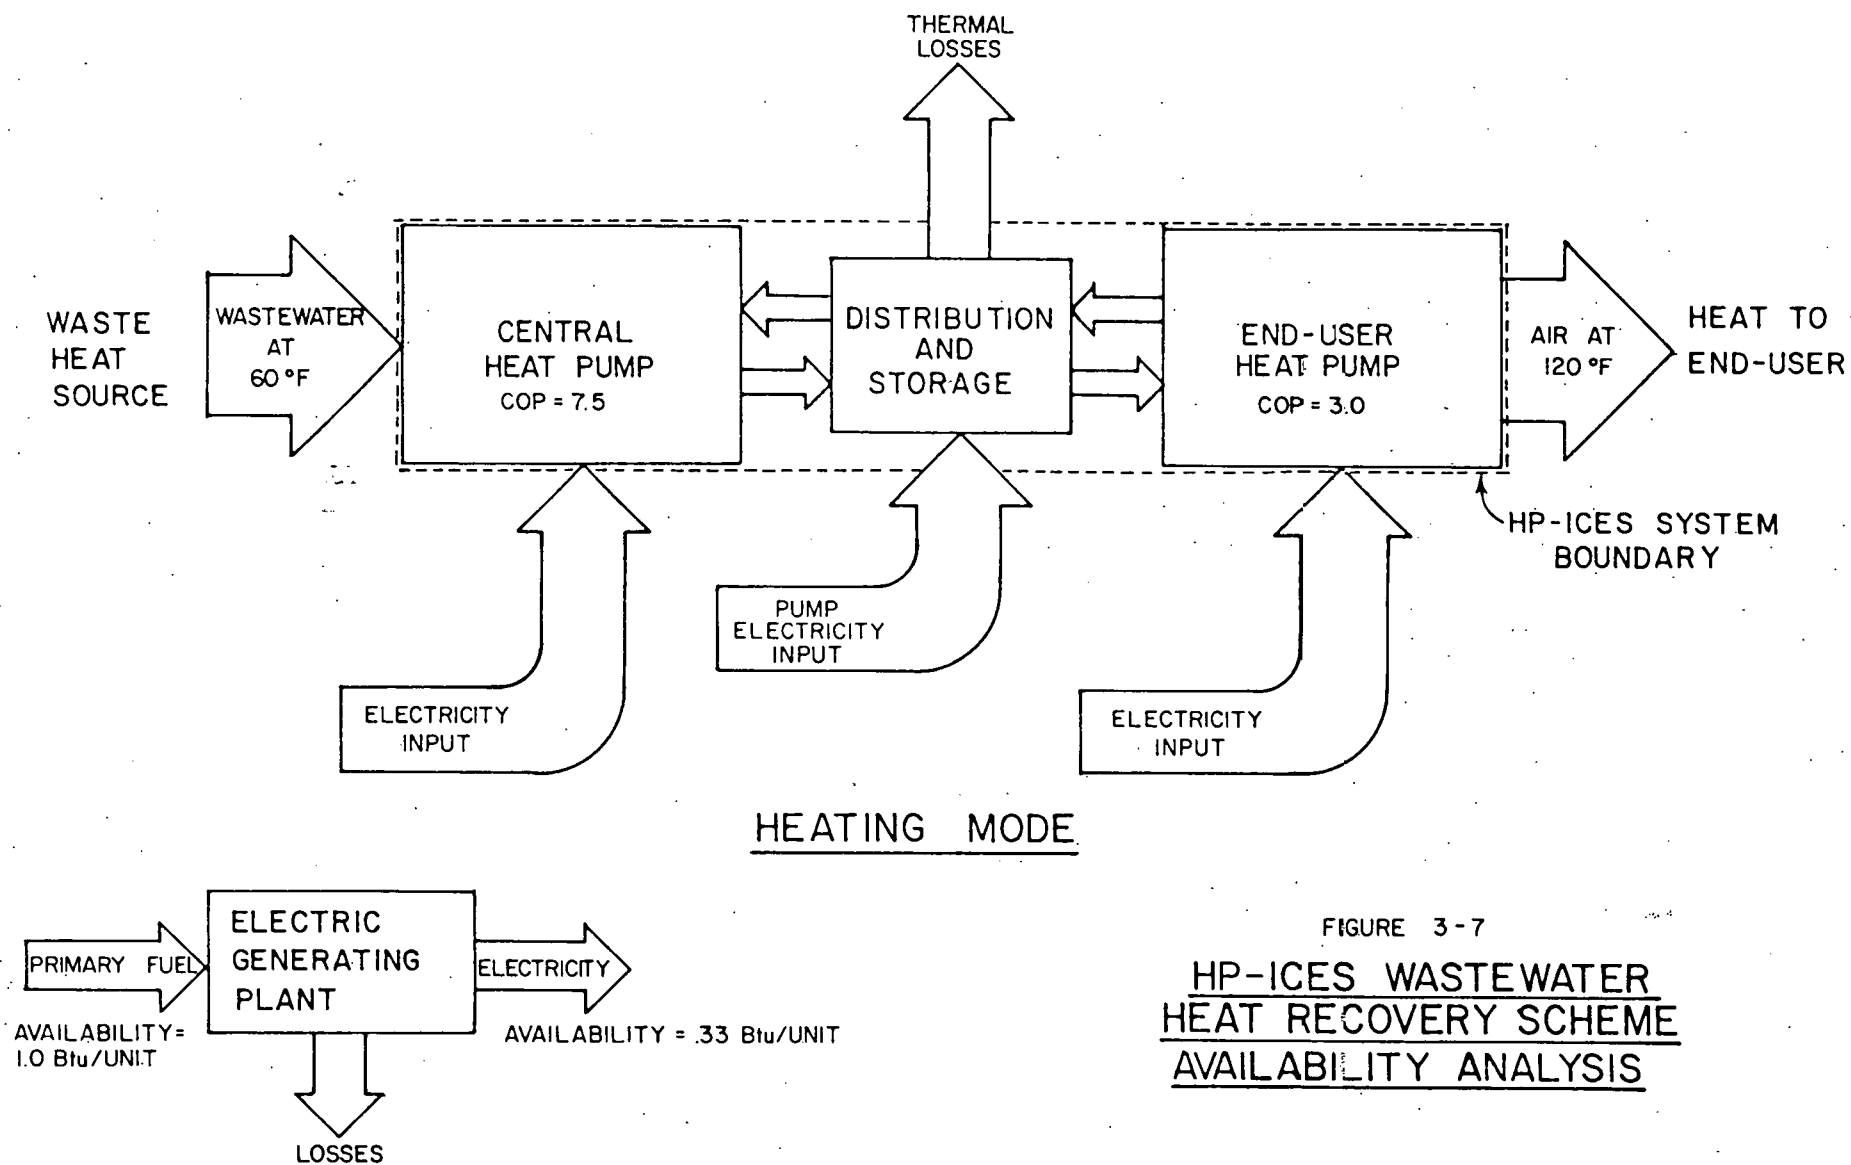 THERMAL
LOSSES
WASTE
HEAT
SOURCE
WASTEWATER
AT
60 °F
CENTRAL
HEAT PUMP
COP = 7.5
DISTRIBUTION
AND
STORAGE
END-USER
HEAT PUMP
COP = 3.0
AIR AT
120 °F
HEAT TO
END-USER
HP-ICES SYSTEM
BOUNDARY
PUMP
ELECTRICITY
INPUT
ELECTRICITY
INPUT
ELECTRICITY
INPUT
HEATING MODE
PRIMARY FUEL
ELECTRIC
GENERATING
PLANT
ELECTRICITY
AVAILABILITY=
1.0 Btu/UNIT
AVAILABILITY = .33 Btu/UNIT
LOSSES
FIGURE 3-7
HP-ICES WASTEWATER
HEAT RECOVERY SCHEME
AVAILABILITY ANALYSIS